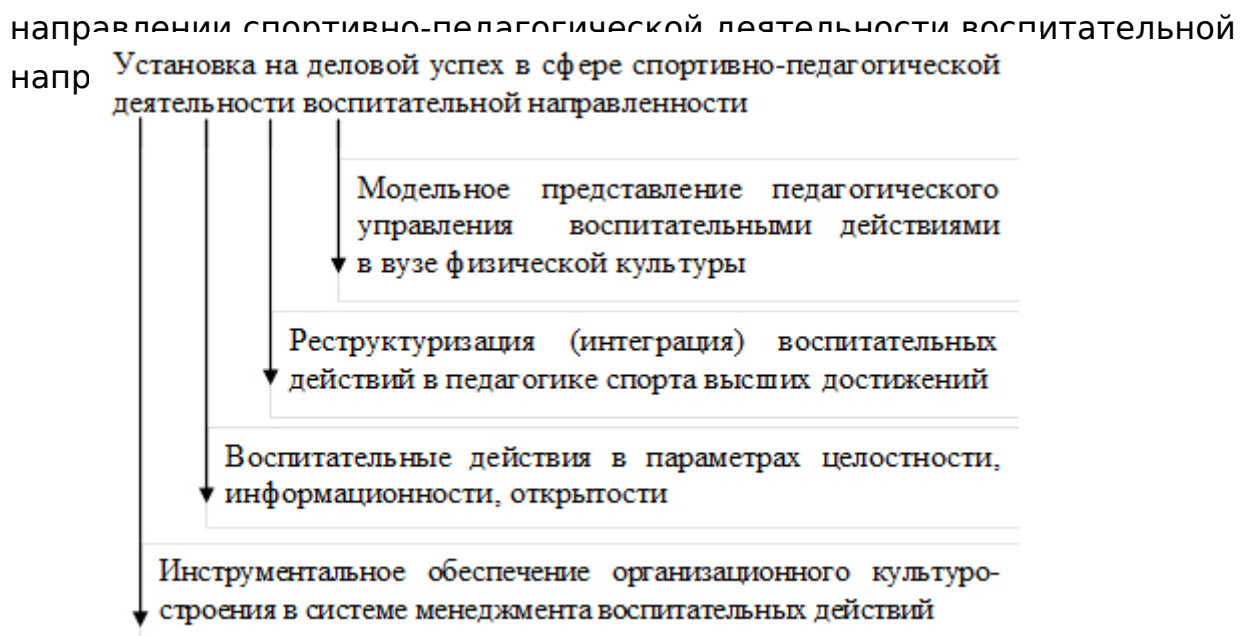 направлении спортивно-педагогической деятельности воспитательной
напр
Установка на деловой успех в сфере спортивно-педагогической
деятельности воспитательной направленности
Модельное представление педагогического
управления воспитательными действиями
в вузе физической культуры
Реструктуризация (интеграция) воспитательных
действий в педагогике спорта высших достижений
Воспитательные действия в параметрах целостности,
информационности, открытости
Инструментальное обеспечение организационного культуро-
строения в системе менеджмента воспитательных действий